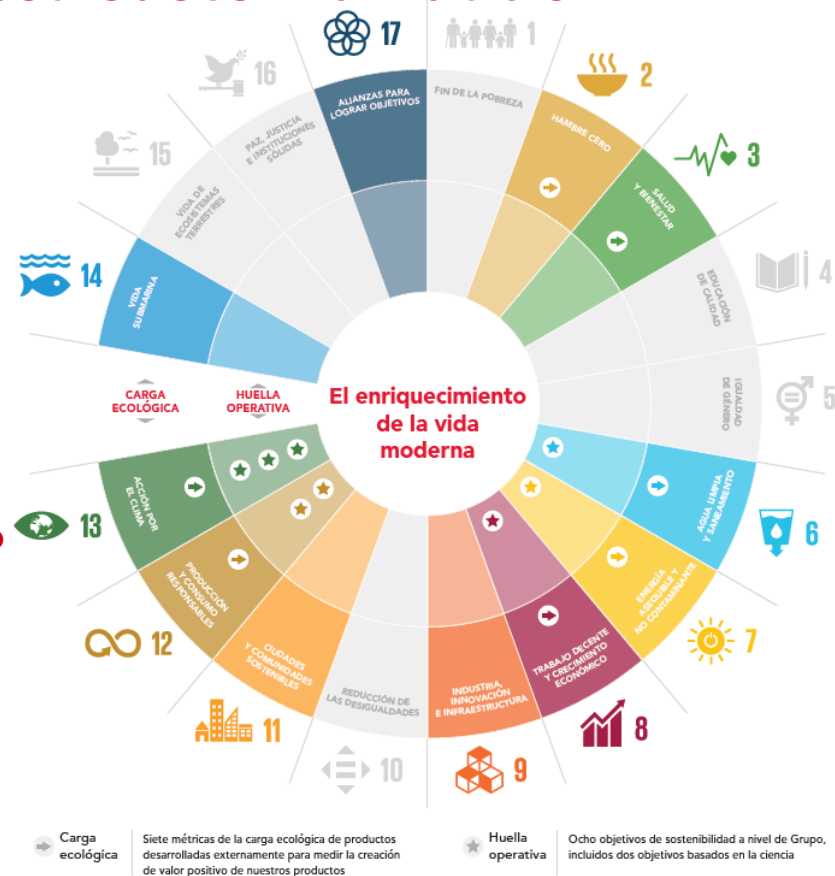 17
1
2
3
4
5
6
7
8
9
10
11
12
13
14
15
16
ALIANZAS PARA
LOGRAR OBJETIVOS
FIN DE LA POBREZA
HAMBRE CERO
SALUD
Y BIENESTAR
EDUCACIÓN
DE CALIDAD
IGUALDAD
DE GÉNERO
AGUA LIMPIA
Y SANEAMIENTO
ENERGÍA
ASEQUIBLE Y
NO CONTAMINANTE
TRABAJO DECENTE
Y CRECIMIENTO
ECONÓMICO
INDUSTRIA,
INNOVACIÓN
E INFRAESTRUCTURA
REDUCCIÓN DE
LAS DESIGUALDADES
CIUDADES
Y COMUNIDADES
SOSTENIBLES
PRODUCCIÓN
Y CONSUMO
RESPONSABLES
ACCIÓN POR
EL CLIMA
VIDA
SUBMARINA
VIDA DE
ECOSISTEMAS
TERRESTRES
PAZ, JUSTICIA
E INSTITUCIONES
SÓLIDAS
CARGA
ECOLÓGICA
HUELLA
OPERATIVA
El enriquecimiento
de la vida
moderna
Carga
ecológica
Siete métricas de la carga ecológica de productos
desarrolladas externamente para medir la creación
de valor positivo de nuestros productos
Huella
operativa
Ocho objetivos de sostenibilidad a nivel de Grupo,
incluidos dos objetivos basados en la ciencia